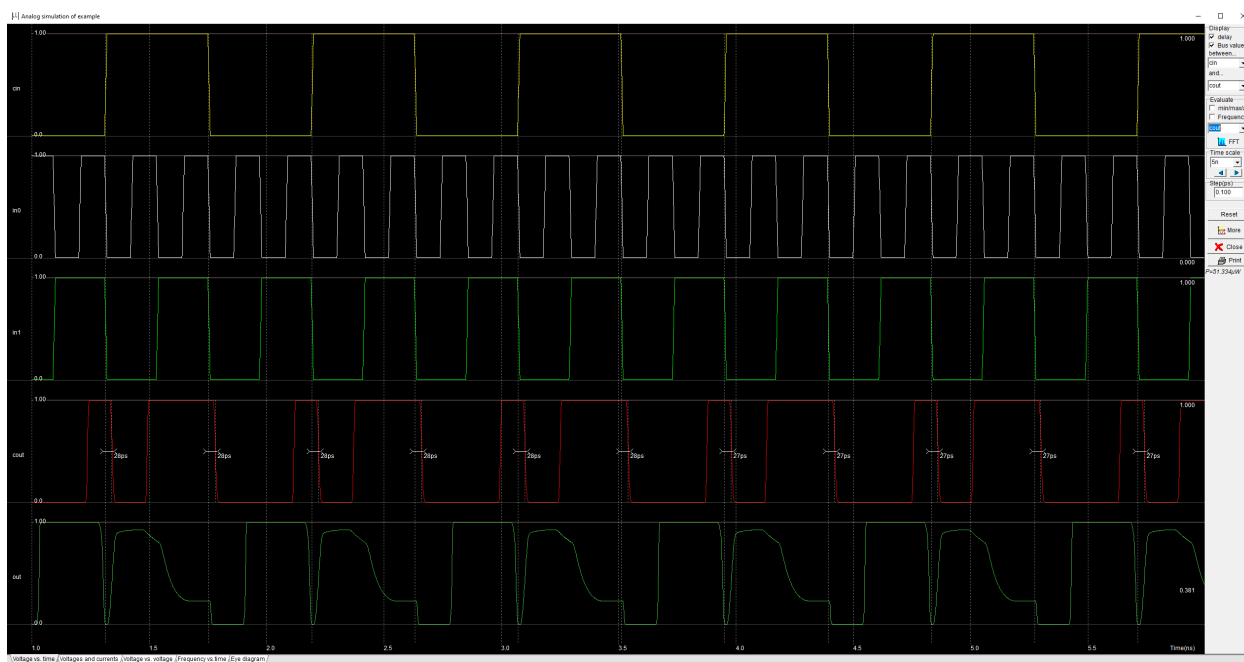 Analog simulation of example
1.00
1.000
cin
0.0
1.00
in0
0.0
0.000
1.00
1.000
in1
0.0
1.00
1.000
cout
28ps 28ps 28ps 28ps 28ps 28ps 27ps 27ps 27ps 27ps 27ps
0.0
1.00
out
0.381
0.0
1.0 1.5 2.0 2.5 3.0 3.5 4.0 4.5 5.0 5.5 Time(ns)
Voltage vs. time Voltages and currents Voltage vs. voltage Frequency vs.time Eye diagram
Display
delay
Bus value
between...
cin
and...
cout
Evaluate
min/max/
Frequenc
cout
FFT
Time scale
5n
Step(ps)
0.100
Reset
More
Close
Print
P=51.334µW